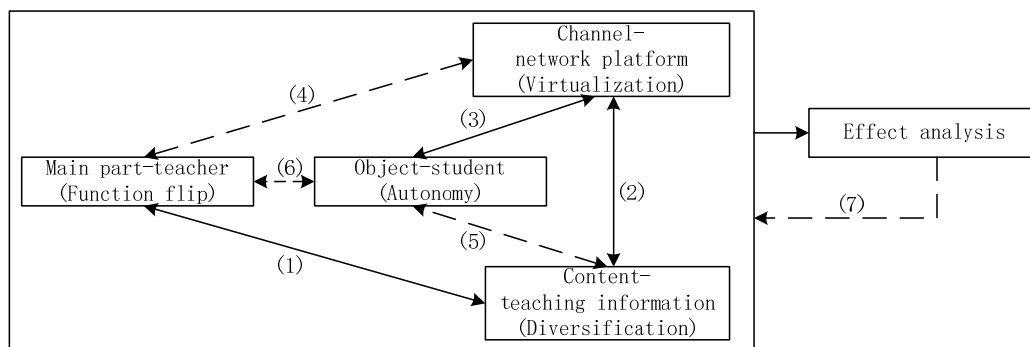 Channel-
network platform
(Virtualization)
(4)
(3)
Effect analysis
Main part-teacher
(Function flip)
(6)
Object-student
(Autonomy)
(2)
(7)
(5)
(1)
Content-
teaching information
(Diversification)